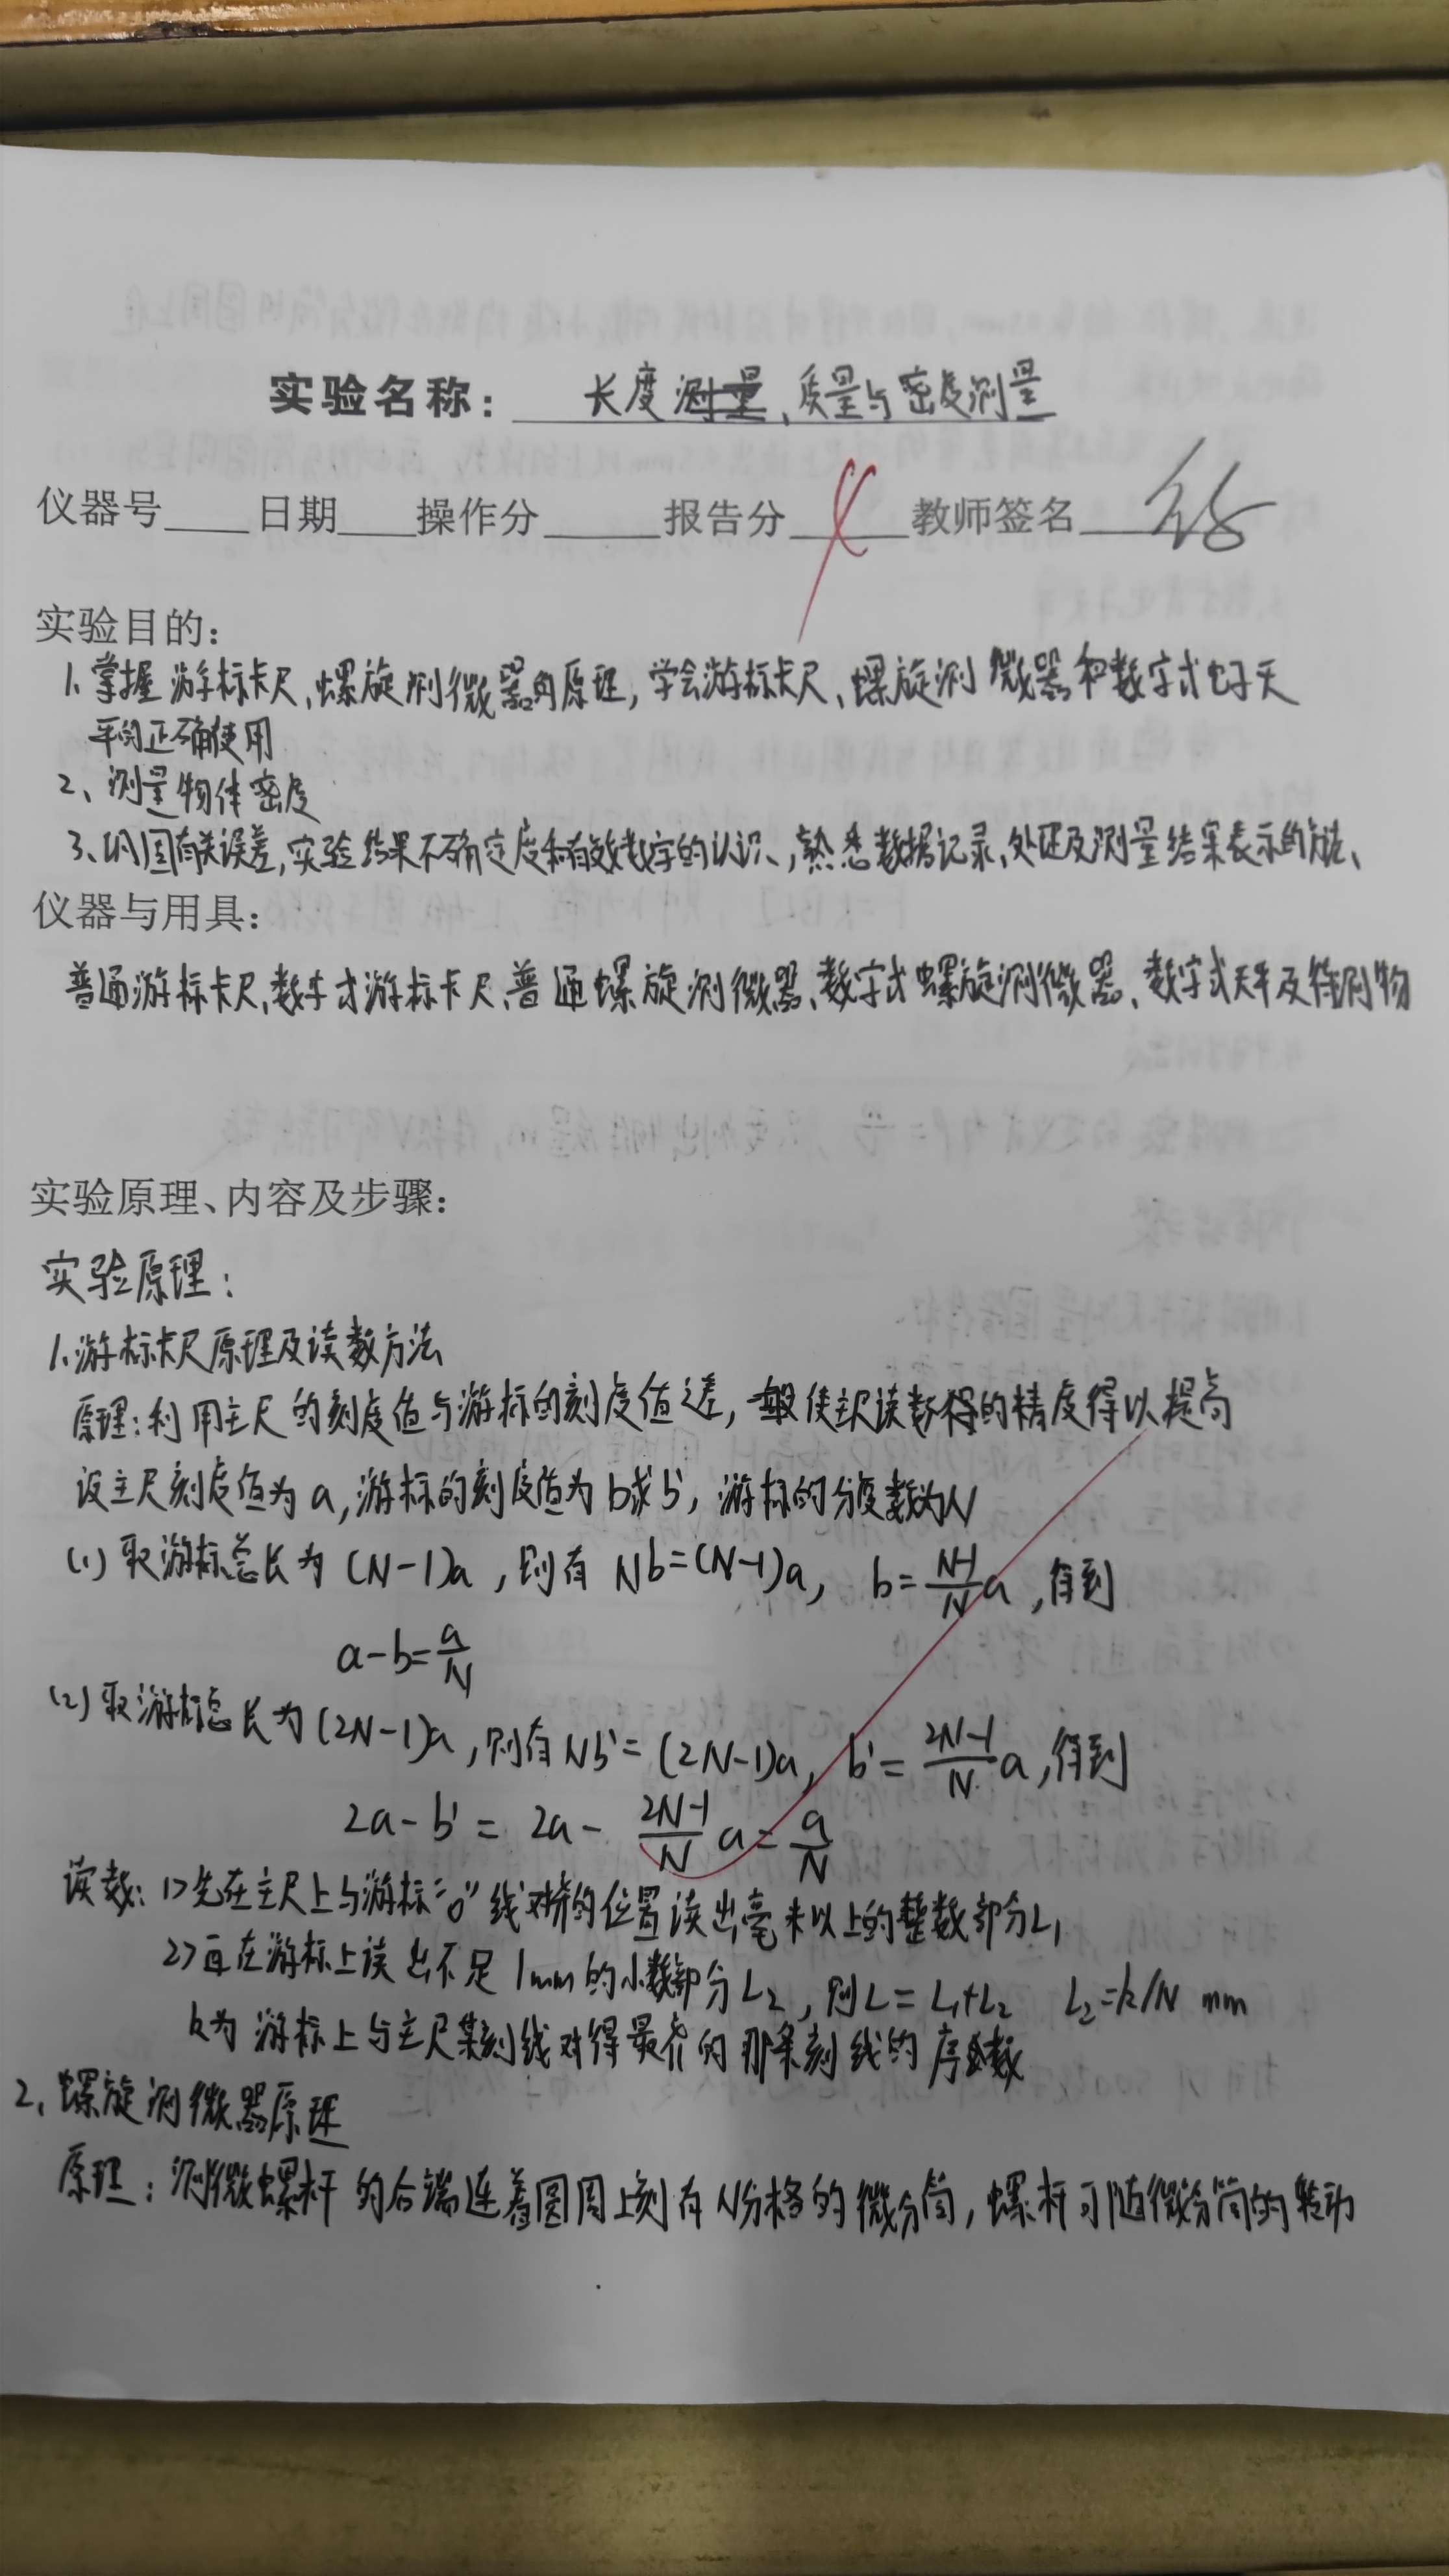 实验名称: 长度测量、质量与密度测量
仪器号____日期____操作分____报告分____教师签名____
实验目的:
1、掌握游标卡尺、螺旋测微器的原理,学会游标卡尺、螺旋测微器和数字式电子天
平的正确使用
2、测量物体密度
3、巩固有关误差,实验结果不确定度和有效数字的认识,熟悉数据记录、处理及测量结果表示的方法、
仪器与用具:
普通游标卡尺、数字式游标卡尺、普通螺旋测微器、数字式螺旋测微器、数字式天平及待测物
实验原理、内容及步骤:
实验原理:
1、游标卡尺原理及读数方法
原理:利用主尺的刻度值与游标的刻度值之差,使主尺读数的精度得以提高
设主尺刻度值为a,游标的刻度值为b或b',游标的分度数为N
(1) 取游标总长为(N-1)a,则有 Nb=(N-1)a, b=\frac{N-1}{N}a,得到
a-b=\frac{a}{N}
(2) 取游标总长为(2N-1)a,则有Nb'=(2N-1)a, b'=\frac{2N-1}{N}a,得到
2a-b'=2a-\frac{2N-1}{N}a=\frac{a}{N}
读数:1>先在主尺上与游标"0"线对齐的位置读出毫米以上的整数部分L₁
2>再在游标上读出不足1mm的小数部分L₂,则L=L₁+L₂ L₂=k/N mm
k为游标上与主尺某刻线对得最齐的那条刻线的序数
2、螺旋测微器原理
原理:测微螺杆的后端连着圆周上刻有N分格的微分筒,螺杆可随微分筒的转动